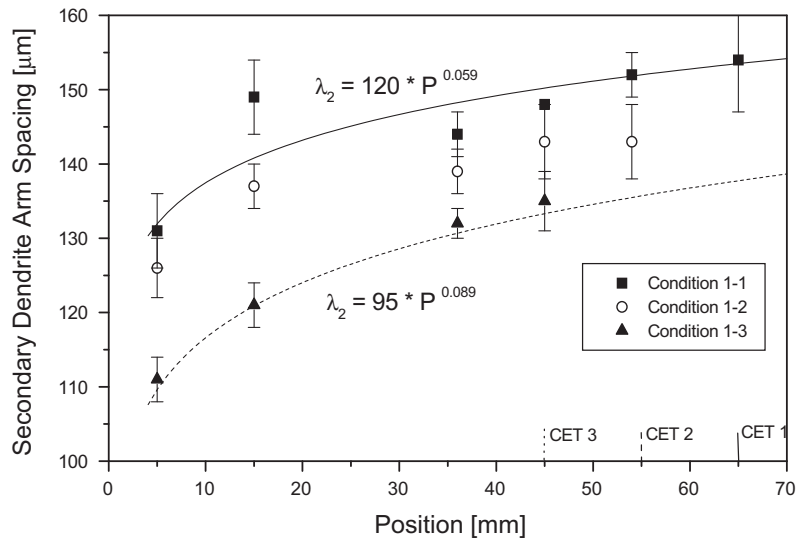 160
150
140
130
120
110
100
Secondary Dendrite Arm Spacing [μm]
λ₂ = 120 * P^0.059
λ₂ = 95 * P^0.089
Condition 1-1
Condition 1-2
Condition 1-3
CET 3
CET 2
CET 1
0 10 20 30 40 50 60 70
Position [mm]